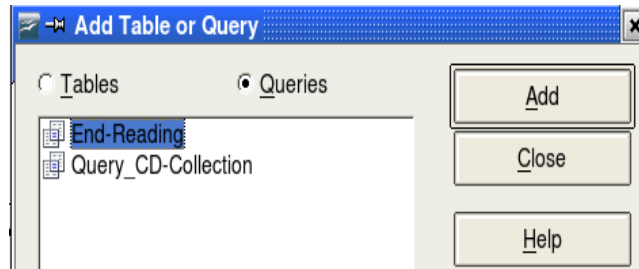 Add Table or Query
Tables Queries
Add
End-Reading
Query_CD-Collection
Close
Help